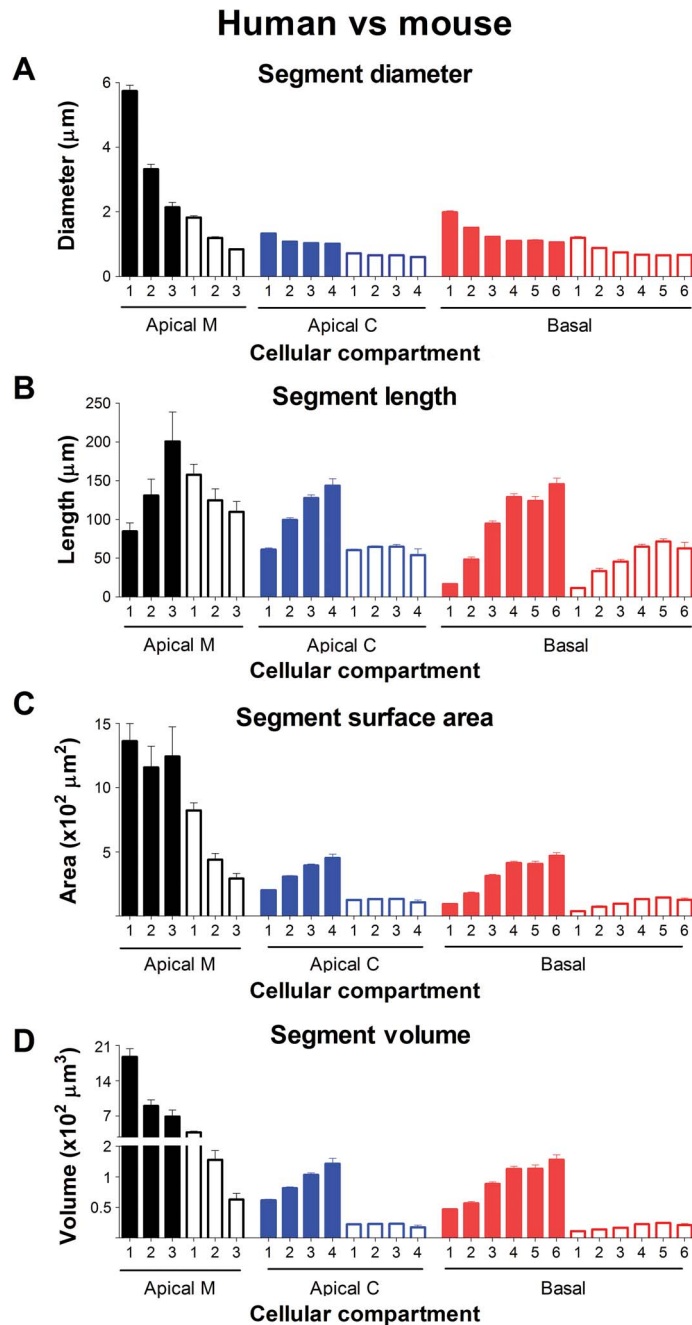 Human vs mouse
A
Segment diameter
Diameter (μm)
6
4
2
0
1 2 3 1 2 3 1 2 3 4 1 2 3 4 1 2 3 4 5 6 1 2 3 4 5 6
Apical M Apical C Basal
Cellular compartment
B
Segment length
Length (μm)
250
200
150
100
50
0
1 2 3 1 2 3 1 2 3 4 1 2 3 4 1 2 3 4 5 6 1 2 3 4 5 6
Apical M Apical C Basal
Cellular compartment
C
Segment surface area
Area (x10² μm²)
15
10
5
1 2 3 1 2 3 1 2 3 4 1 2 3 4 1 2 3 4 5 6 1 2 3 4 5 6
Apical M Apical C Basal
Cellular compartment
D
Segment volume
Volume (x10² μm³)
21
14
7
2
1
0.5
1 2 3 1 2 3 1 2 3 4 1 2 3 4 1 2 3 4 5 6 1 2 3 4 5 6
Apical M Apical C Basal
Cellular compartment